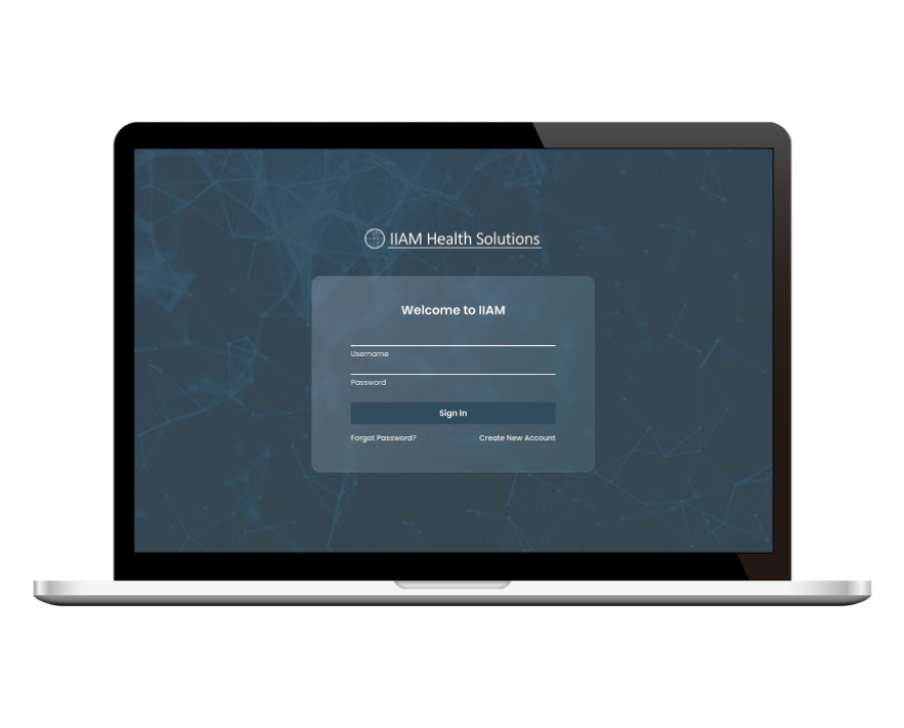 IIAM Health Solutions
Welcome to IIAM
Username
Password
Sign In
Forgot Password? Create New Account